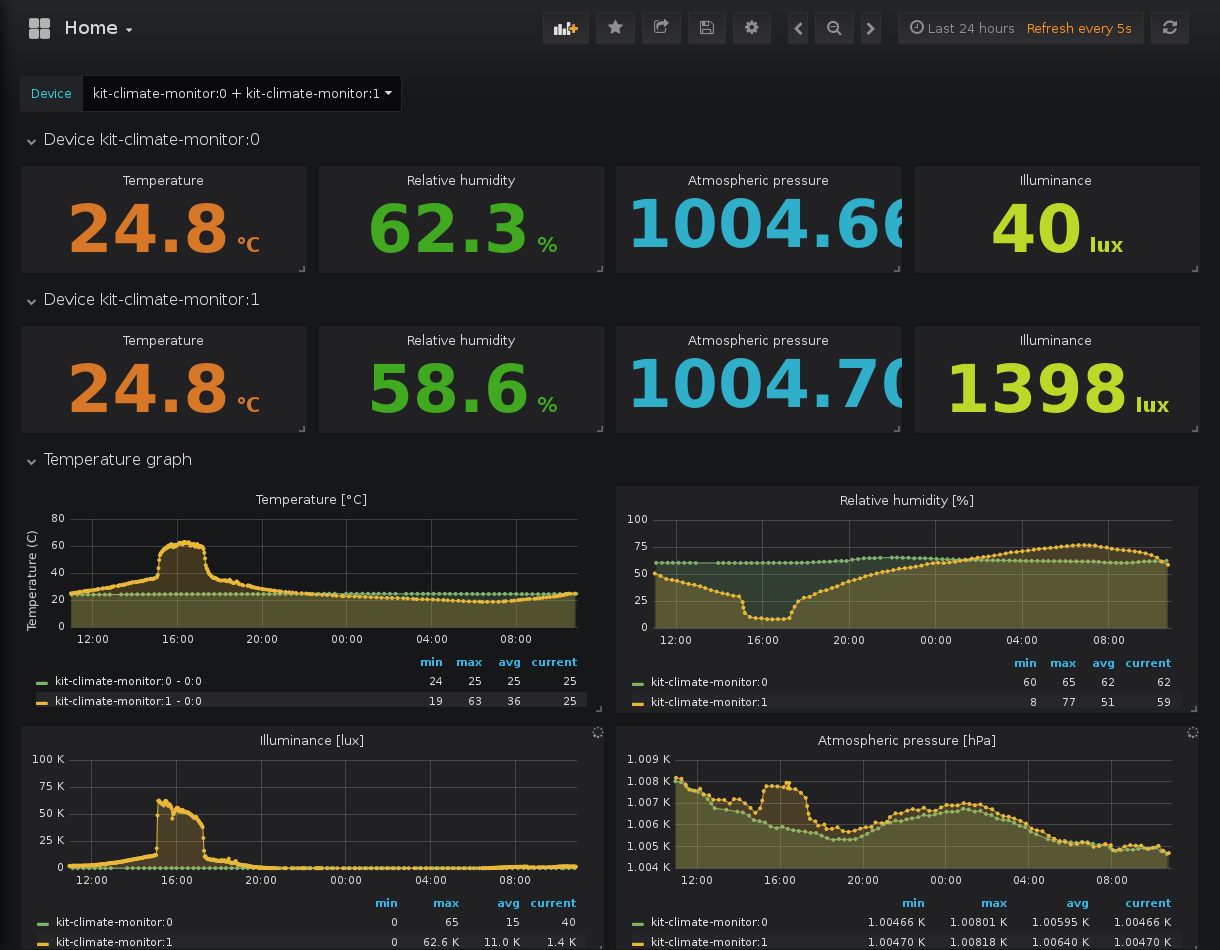 Home
Last 24 hours Refresh every 5s
Device kit-climate-monitor:0 + kit-climate-monitor:1
Device kit-climate-monitor:0
Temperature Relative humidity Atmospheric pressure Illuminance
24.8 °C 62.3 % 1004.66 40 lux
Device kit-climate-monitor:1
Temperature Relative humidity Atmospheric pressure Illuminance
24.8 °C 58.6 % 1004.70 1398 lux
Temperature graph
Temperature [°C]
Temperature (C)
80
60
40
20
0
12:00 16:00 20:00 00:00 04:00 08:00
min max avg current
kit-climate-monitor:0 - 0:0 24 25 25 25
kit-climate-monitor:1 - 0:0 19 63 36 25
Relative humidity [%]
100
75
50
25
0
12:00 16:00 20:00 00:00 04:00 08:00
min max avg current
kit-climate-monitor:0 60 65 62 62
kit-climate-monitor:1 8 77 51 59
Illuminance [lux]
100 K
75 K
50 K
25 K
0
12:00 16:00 20:00 00:00 04:00 08:00
min max avg current
kit-climate-monitor:0 0 65 15 40
kit-climate-monitor:1 0 62.6 K 11.0 K 1.4 K
Atmospheric pressure [hPa]
1.009 K
1.008 K
1.007 K
1.006 K
1.005 K
1.004 K
12:00 16:00 20:00 00:00 04:00 08:00
min max avg current
kit-climate-monitor:0 1.00466 K 1.00801 K 1.00595 K 1.00466 K
kit-climate-monitor:1 1.00470 K 1.00818 K 1.00640 K 1.00470 K